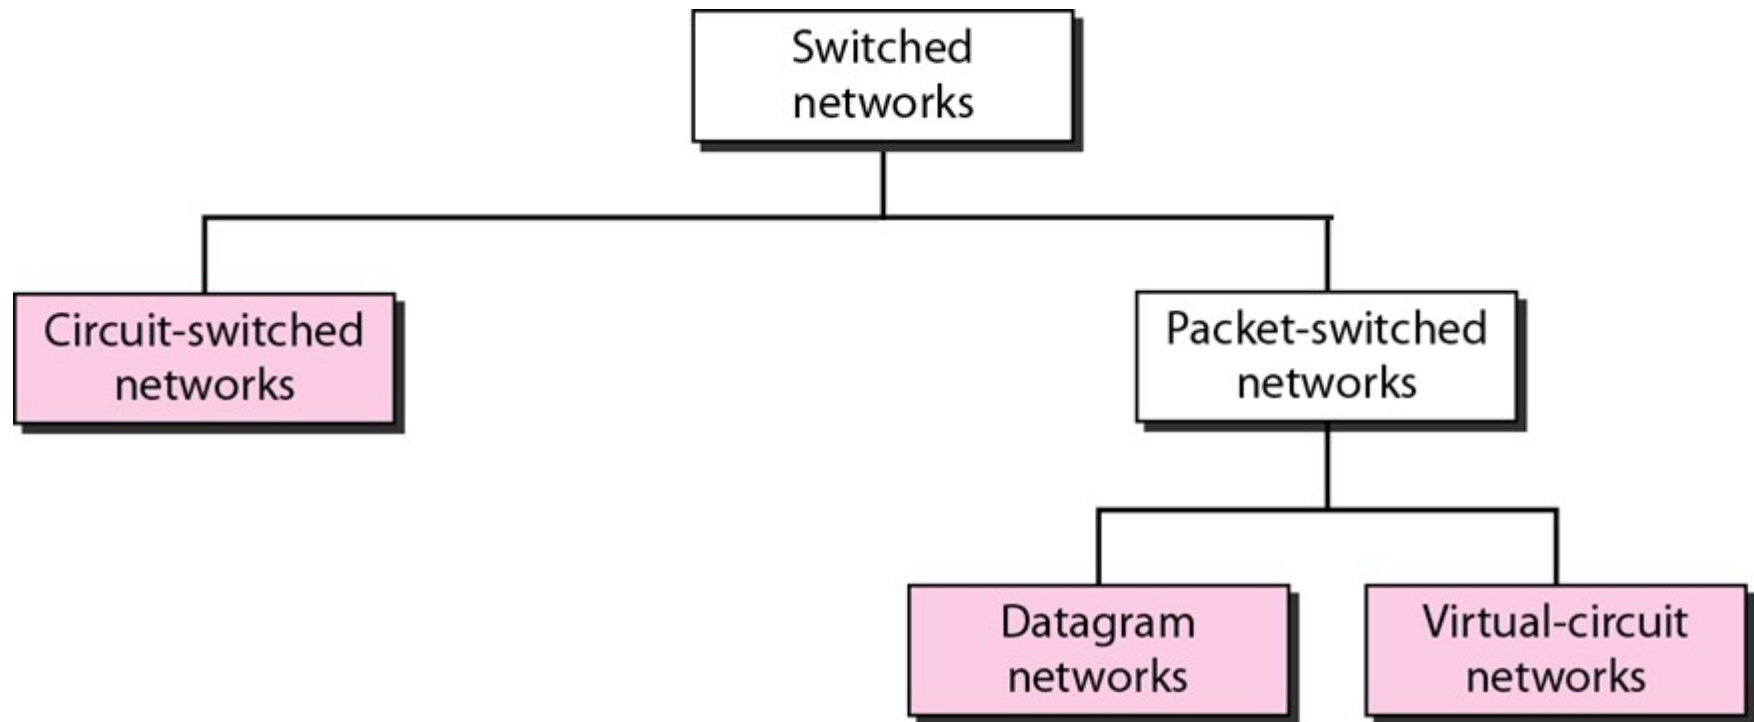 Switched
networks
Circuit-switched
networks
Packet-switched
networks
Datagram
networks
Virtual-circuit
networks